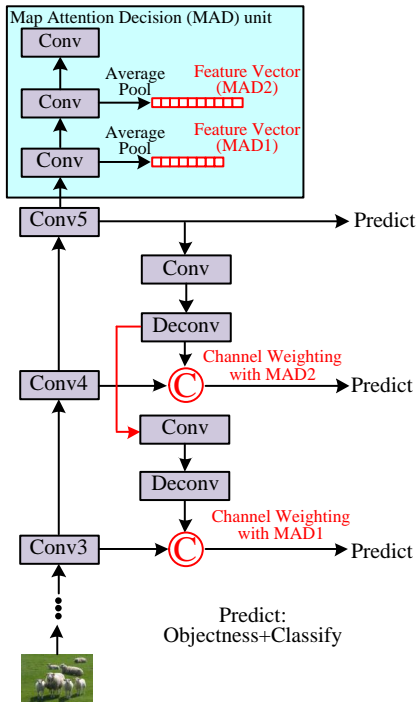 Map Attention Decision (MAD) unit
Conv
Average
Pool
Feature Vector
(MAD2)
Conv
Average
Pool
Feature Vector
(MAD1)
Conv
Conv5
Predict
Conv
Deconv
Channel Weighting
with MAD2
Conv4
C
Predict
Conv
Deconv
Channel Weighting
with MAD1
Conv3
C
Predict
Predict:
Objectness+Classify